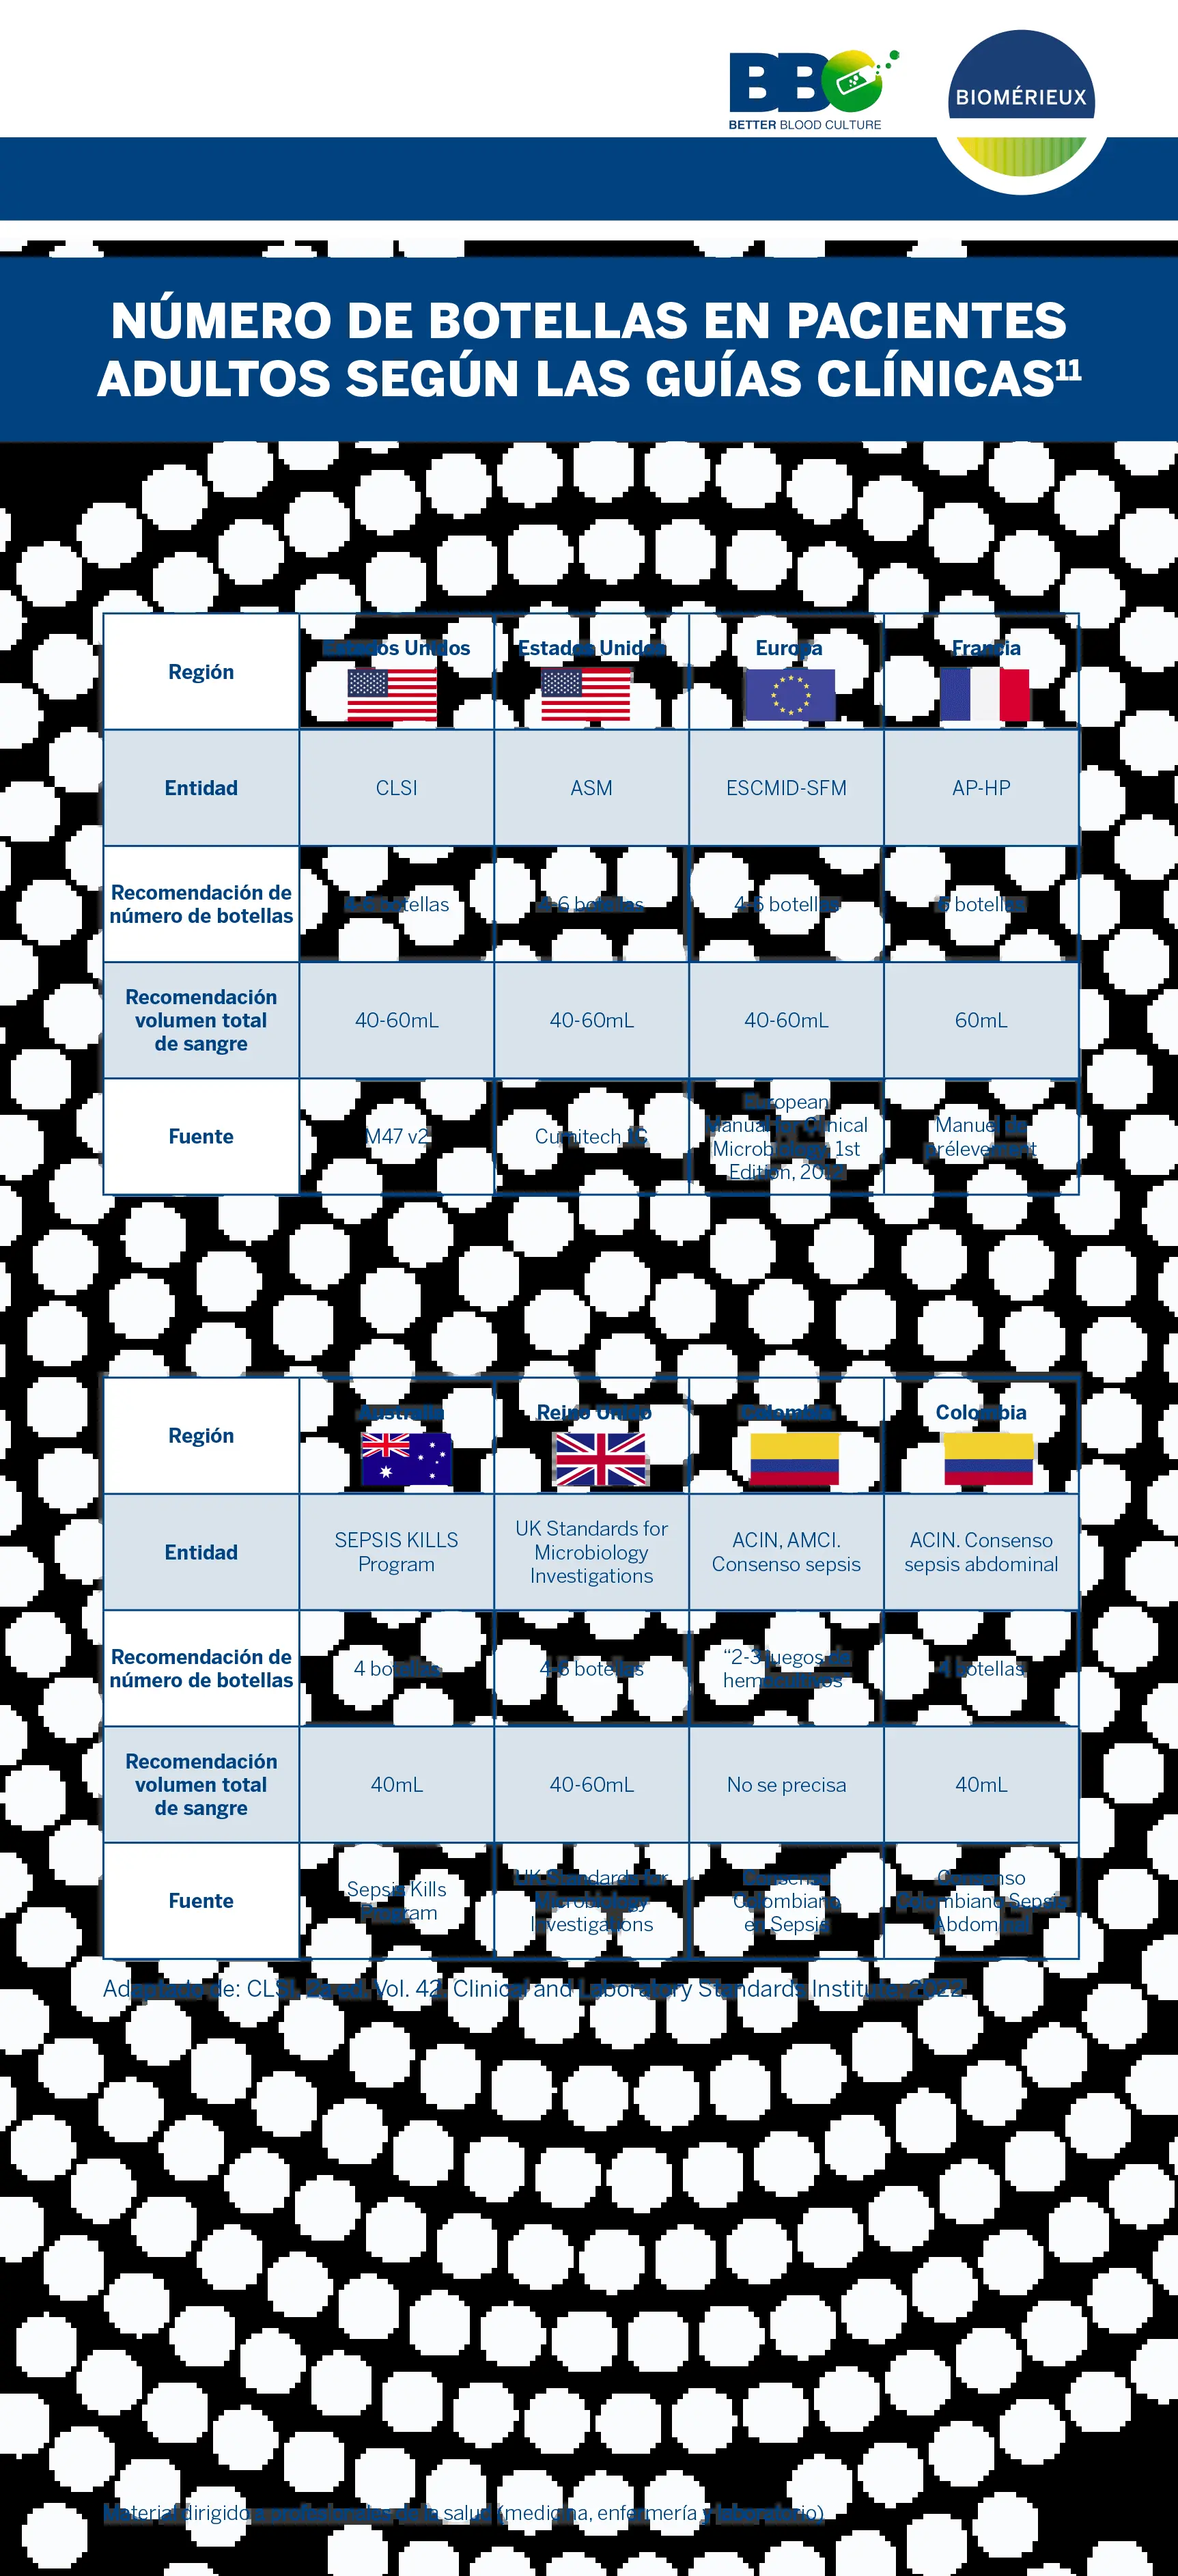 BBC
BETTER BLOOD CULTURE
BIOMÉRIEUX
NÚMERO DE BOTELLAS EN PACIENTES
ADULTOS SEGÚN LAS GUÍAS CLÍNICAS¹¹
Región
Estados Unidos
Estados Unidos
Europa
Francia
Entidad
CLSI
ASM
ESCMID-SFM
AP-HP
Recomendación de
número de botellas
4-6 botellas
4-6 botellas
4-6 botellas
6 botellas
Recomendación
volumen total
de sangre
40-60mL
40-60mL
40-60mL
60mL
Fuente
M47 v2
Cumitech 1C
European
Manual for Clinical
Microbiology, 1st
Edition, 2012
Manuel de
prélevement
Región
Australia
Reino Unido
Colombia
Colombia
Entidad
SEPSIS KILLS
Program
UK Standards for
Microbiology
Investigations
ACIN, AMCI.
Consenso sepsis
ACIN. Consenso
sepsis abdominal
Recomendación de
número de botellas
4 botellas
4-6 botellas
“2-3 juegos de
hemocultivos”
4 botellas
Recomendación
volumen total
de sangre
40mL
40-60mL
No se precisa
40mL
Fuente
Sepsis Kills
Program
UK Standards for
Microbiology
Investigations
Consenso
Colombiano
en Sepsis
Consenso
Colombiano Sepsis
Abdominal
Adaptado de: CLSI. 2a ed. Vol. 42. Clinical and Laboratory Standards Institute; 2022
Material dirigido a profesionales de la salud (medicina, enfermería y laboratorio)